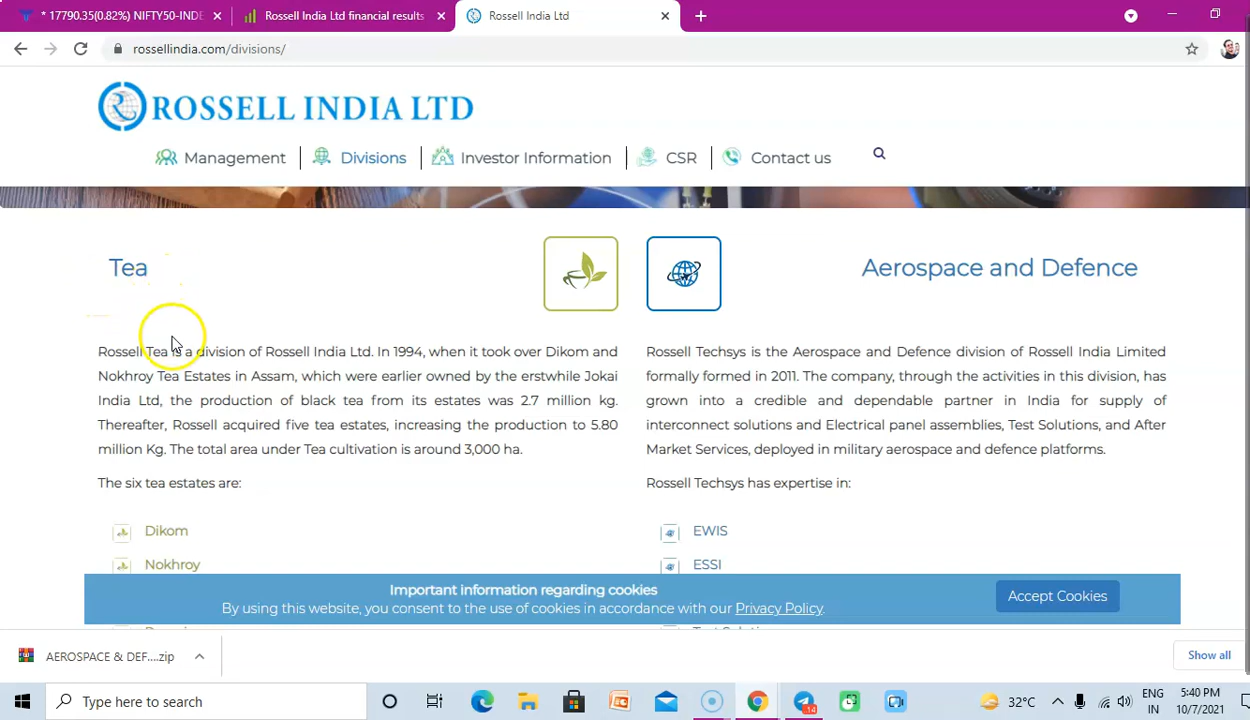 * 17790.35(0.82%) NIFTY50-INDE
Rossell India Ltd financial results
Rossell India Ltd
rossellindia.com/divisions/
ROSSELL INDIA LTD
Management
Divisions
Investor Information
CSR
Contact us
Tea
Aerospace and Defence
Rossell Tea is a division of Rossell India Ltd. In 1994, when it took over Dikom and
Nokhroy Tea Estates in Assam, which were earlier owned by the erstwhile Jokai
India Ltd, the production of black tea from its estates was 2.7 million kg.
Thereafter, Rossell acquired five tea estates, increasing the production to 5.80
million Kg. The total area under Tea cultivation is around 3,000 ha.
The six tea estates are:
Dikom
Nokhroy
Rossell Techsys is the Aerospace and Defence division of Rossell India Limited
formally formed in 2011. The company, through the activities in this division, has
grown into a credible and dependable partner in India for supply of
interconnect solutions and Electrical panel assemblies, Test Solutions, and After
Market Services, deployed in military aerospace and defence platforms.
Rossell Techsys has expertise in:
EWIS
ESSI
Important information regarding cookies
By using this website, you consent to the use of cookies in accordance with our Privacy Policy.
Accept Cookies
AEROSPACE & DEF....zip
Show all
Type here to search
14
32°C
ENG
IN
5:40 PM
10/7/2021